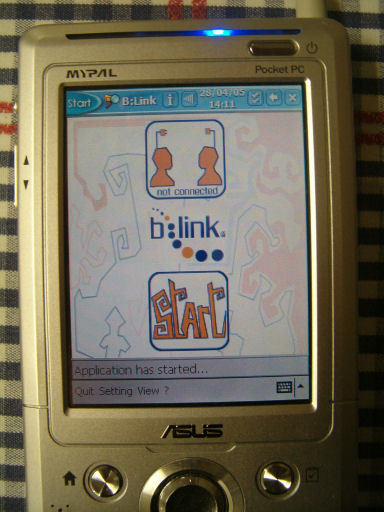 MYPAL Pocket PC
Start B:Link 28/04/05 14:11
not connected
b:link
Start
Application has started...
Quit Setting View ?
ASUS